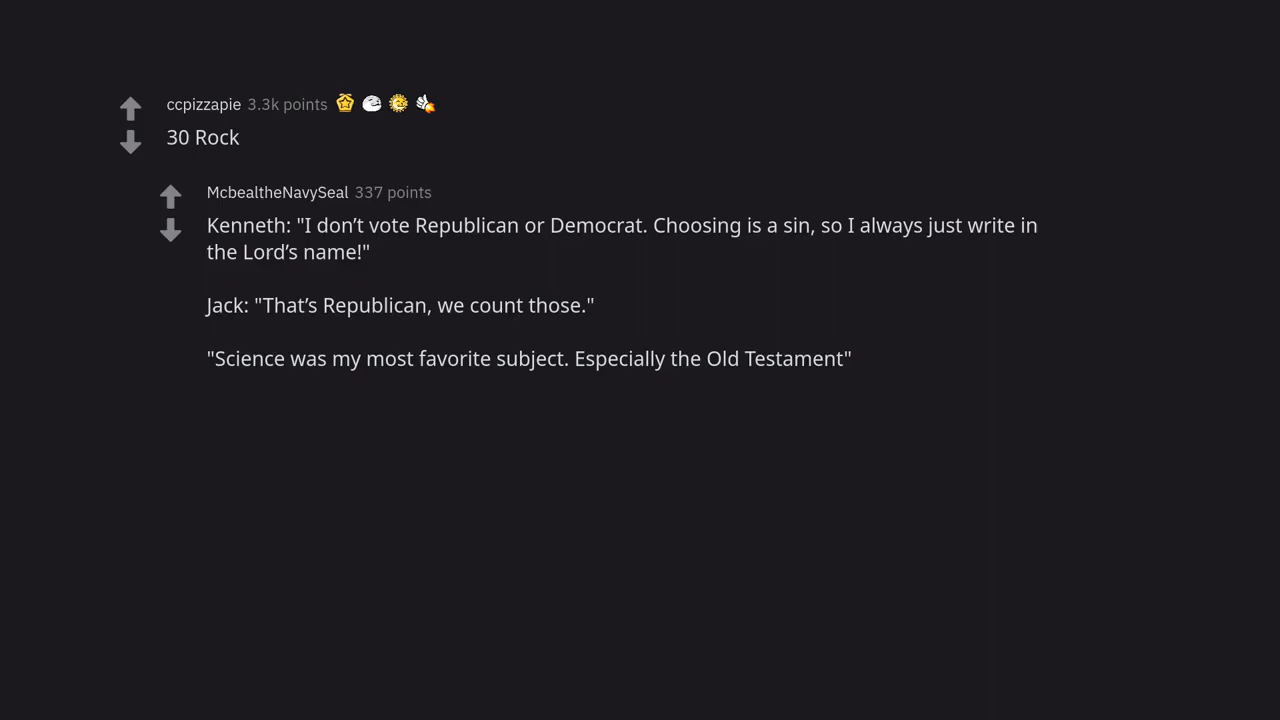 ccpizzapie 3.3k points
30 Rock
McbealtheNavySeal 337 points
Kenneth: "I don’t vote Republican or Democrat. Choosing is a sin, so I always just write in
the Lord’s name!"
Jack: "That’s Republican, we count those."
"Science was my most favorite subject. Especially the Old Testament"